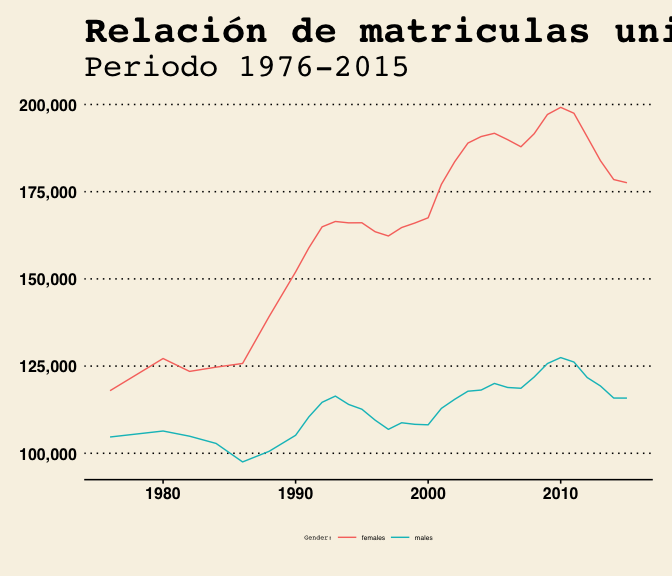 Relación de matriculas uni
Periodo 1976-2015
200,000
175,000
150,000
125,000
100,000
1980 1990 2000 2010
Gender: females males